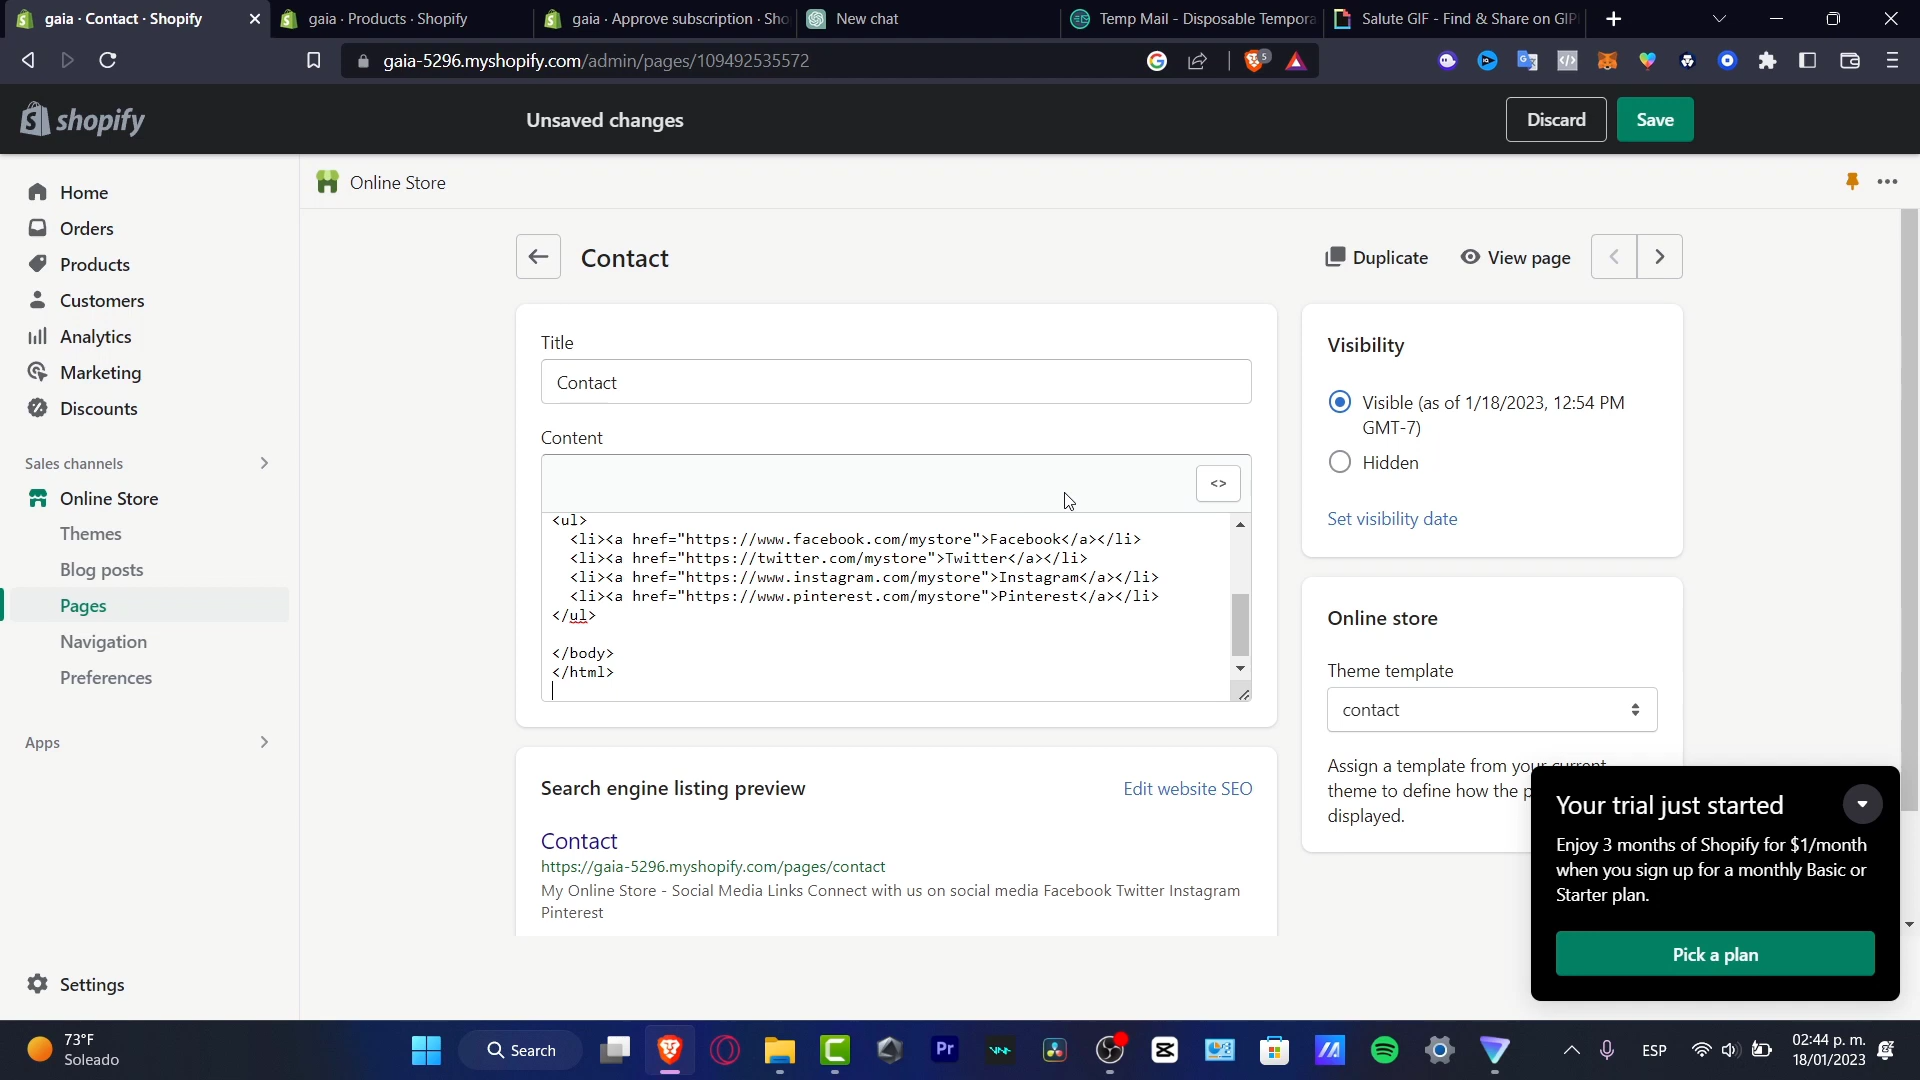 gaia · Contact · Shopify
gaia · Products · Shopify
gaia · Approve subscription · Sho
New chat
Temp Mail - Disposable Tempora
Salute GIF - Find & Share on GIP
gaia-5296.myshopify.com/admin/pages/109492535572
5
shopify
Unsaved changes
Discard
Save
Home
Orders
Products
Customers
Analytics
Marketing
Discounts
Sales channels
Online Store
Themes
Blog posts
Pages
Navigation
Preferences
Apps
Settings
Online Store
Contact
Duplicate
View page
Title
Contact
Content
<>
<ul>
<li><a href="https://www.facebook.com/mystore">Facebook</a></li>
<li><a href="https://twitter.com/mystore">Twitter</a></li>
<li><a href="https://www.instagram.com/mystore">Instagram</a></li>
<li><a href="https://www.pinterest.com/mystore">Pinterest</a></li>
</ul>
</body>
</html>
Search engine listing preview
Edit website SEO
Contact
https://gaia-5296.myshopify.com/pages/contact
My Online Store - Social Media Links Connect with us on social media Facebook Twitter Instagram
Pinterest
Visibility
Visible (as of 1/18/2023, 12:54 PM
GMT-7)
Hidden
Set visibility date
Online store
Theme template
contact
Assign a template from your current
theme to define how the p
displayed.
Your trial just started
Enjoy 3 months of Shopify for $1/month
when you sign up for a monthly Basic or
Starter plan.
Pick a plan
73°F
Soleado
Search
Pr
ESP
02:44 p. m.
18/01/2023